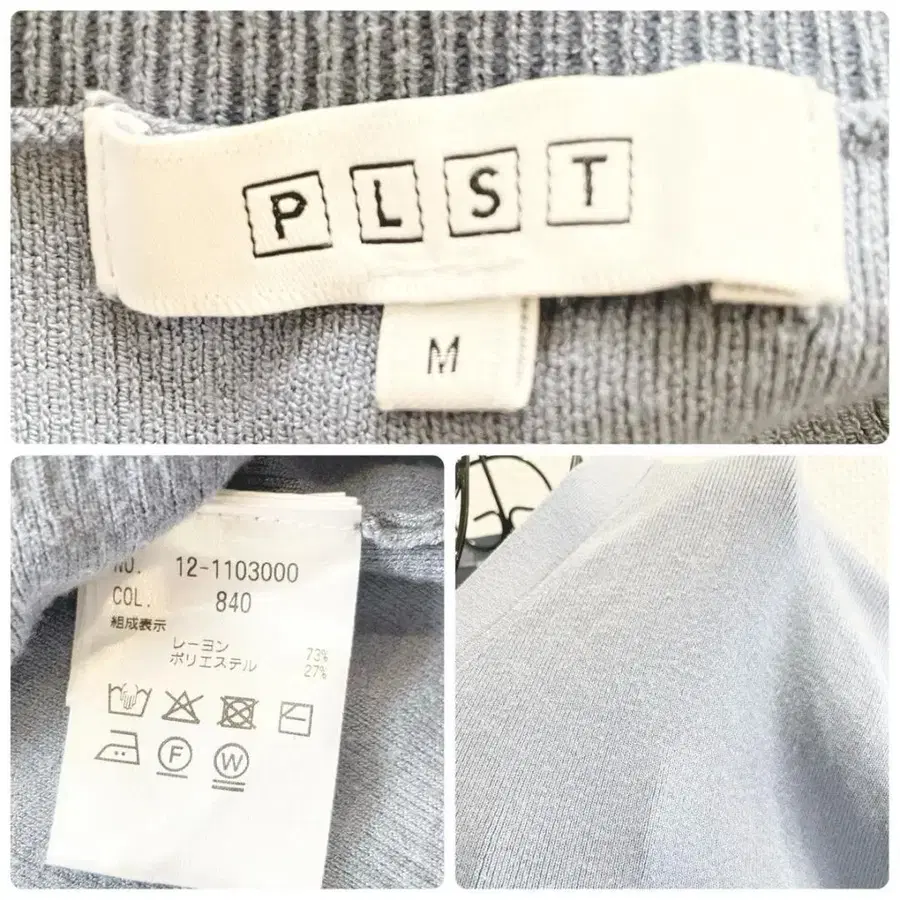 PLST
M
NO. 12-1103000
COL. 840
組成表示
レーヨン 73%
ポリエステル 27%
F
W